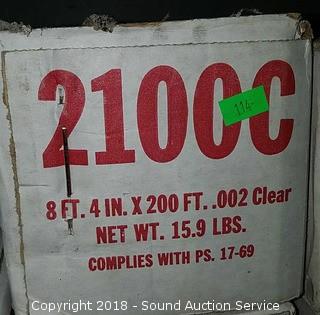 2100C
114-
8 FT. 4 IN. X 200 FT. .002 Clear
NET WT. 15.9 LBS.
COMPLIES WITH PS. 17-69
Copyright 2018 - Sound Auction Service